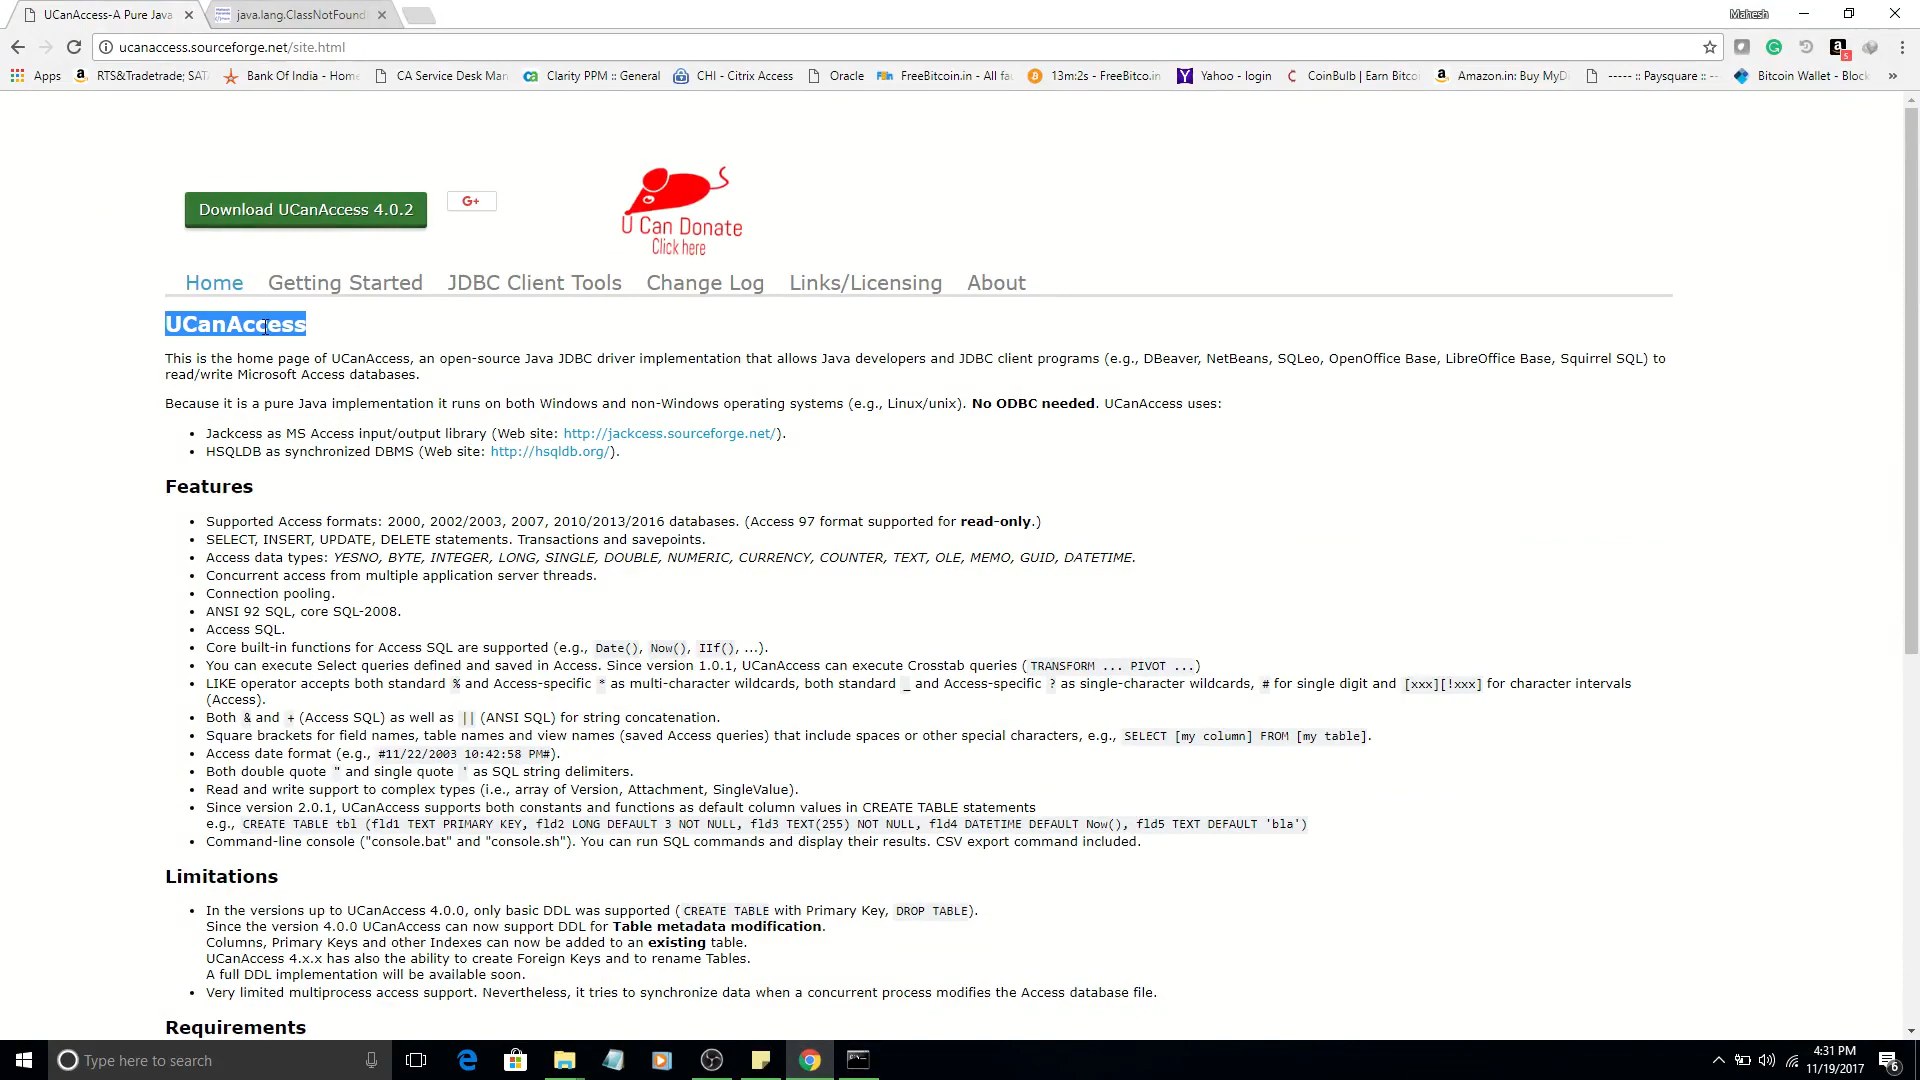 UCanAccess-A Pure Java
java.lang.ClassNotFound
Mahesh
ucanaccess.sourceforge.net/site.html
Apps
RTS&Tradetrade; SAT
Bank Of India - Home
CA Service Desk Man
Clarity PPM :: General
CHI - Citrix Access
Oracle
FreeBitcoin.in - All fau
13m:2s - FreeBitco.in
Yahoo - login
CoinBulb | Earn Bitco
Amazon.in: Buy MyDi
----- :: Paysquare :: --
Bitcoin Wallet - Block
»
Download UCanAccess 4.0.2
G+
U Can Donate
Click here
Home Getting Started JDBC Client Tools Change Log Links/Licensing About
UCanAccess
This is the home page of UCanAccess, an open-source Java JDBC driver implementation that allows Java developers and JDBC client programs (e.g., DBeaver, NetBeans, SQLeo, OpenOffice Base, LibreOffice Base, Squirrel SQL) to
read/write Microsoft Access databases.
Because it is a pure Java implementation it runs on both Windows and non-Windows operating systems (e.g., Linux/unix). No ODBC needed. UCanAccess uses:
• Jackcess as MS Access input/output library (Web site: http://jackcess.sourceforge.net/).
• HSQLDB as synchronized DBMS (Web site: http://hsqldb.org/).
Features
• Supported Access formats: 2000, 2002/2003, 2007, 2010/2013/2016 databases. (Access 97 format supported for read-only.)
• SELECT, INSERT, UPDATE, DELETE statements. Transactions and savepoints.
• Access data types: YESNO, BYTE, INTEGER, LONG, SINGLE, DOUBLE, NUMERIC, CURRENCY, COUNTER, TEXT, OLE, MEMO, GUID, DATETIME.
• Concurrent access from multiple application server threads.
• Connection pooling.
• ANSI 92 SQL, core SQL-2008.
• Access SQL.
• Core built-in functions for Access SQL are supported (e.g., Date(), Now(), IIf(), ...).
• You can execute Select queries defined and saved in Access. Since version 1.0.1, UCanAccess can execute Crosstab queries (TRANSFORM ... PIVOT ...)
• LIKE operator accepts both standard % and Access-specific * as multi-character wildcards, both standard _ and Access-specific ? as single-character wildcards, # for single digit and [xxx][!xxx] for character intervals
(Access).
• Both & and + (Access SQL) as well as || (ANSI SQL) for string concatenation.
• Square brackets for field names, table names and view names (saved Access queries) that include spaces or other special characters, e.g., SELECT [my column] FROM [my table].
• Access date format (e.g., #11/22/2003 10:42:58 PM#).
• Both double quote " and single quote ' as SQL string delimiters.
• Read and write support to complex types (i.e., array of Version, Attachment, SingleValue).
• Since version 2.0.1, UCanAccess supports both constants and functions as default column values in CREATE TABLE statements
e.g., CREATE TABLE tbl (fld1 TEXT PRIMARY KEY, fld2 LONG DEFAULT 3 NOT NULL, fld3 TEXT(255) NOT NULL, fld4 DATETIME DEFAULT Now(), fld5 TEXT DEFAULT 'bla')
• Command-line console ("console.bat" and "console.sh"). You can run SQL commands and display their results. CSV export command included.
Limitations
• In the versions up to UCanAccess 4.0.0, only basic DDL was supported (CREATE TABLE with Primary Key, DROP TABLE).
Since the version 4.0.0 UCanAccess can now support DDL for Table metadata modification.
Columns, Primary Keys and other Indexes can now be added to an existing table.
UCanAccess 4.x.x has also the ability to create Foreign Keys and to rename Tables.
A full DDL implementation will be available soon.
• Very limited multiprocess access support. Nevertheless, it tries to synchronize data when a concurrent process modifies the Access database file.
Requirements
Type here to search
4:31 PM
11/19/2017
6